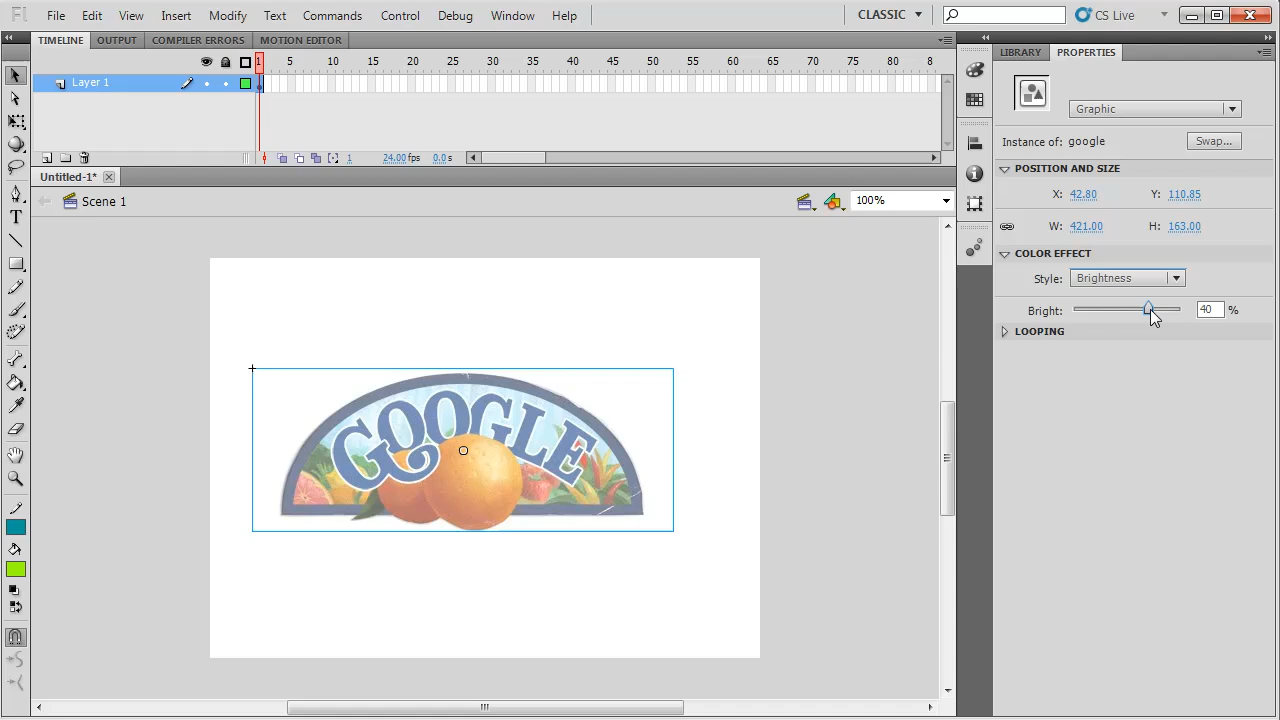 Fl File Edit View Insert Modify Text Commands Control Debug Window Help CLASSIC CS Live
TIMELINE OUTPUT COMPILER ERRORS MOTION EDITOR
LIBRARY PROPERTIES
1 5 10 15 20 25 30 35 40 45 50 55 60 65 70 75 80 8
Layer 1
Graphic
Instance of: google Swap...
1 24.00 fps 0.0 s
POSITION AND SIZE
Untitled-1*
X: 42.80 Y: 110.85
Scene 1 100%
W: 421.00 H: 163.00
COLOR EFFECT
Style: Brightness
Bright: 40 %
LOOPING
GOOGLE
T